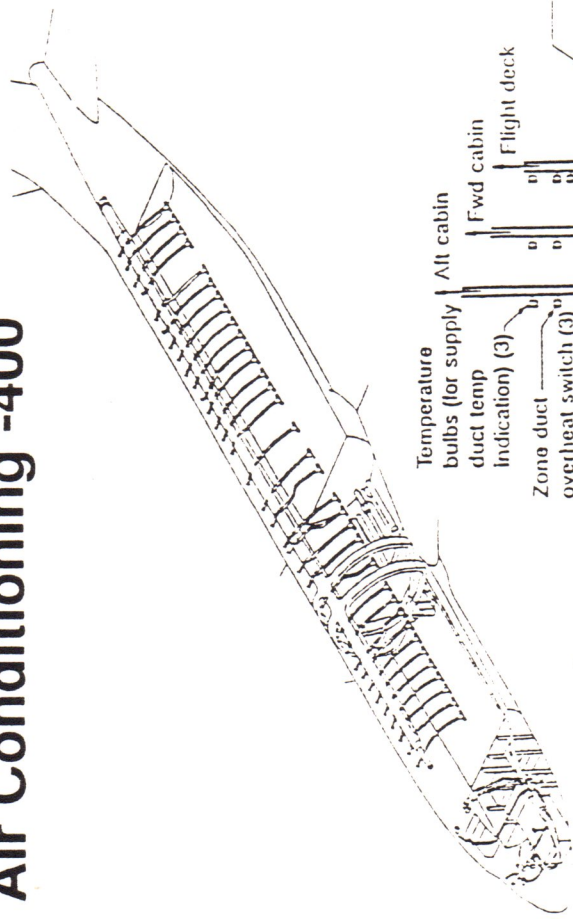 Air Conditioning -400
Temperature
bulbs (for supply
duct temp
indication) (3)
Zone duct
overheat switch (3)
Aft cabin
Fwd cabin
Flight deck